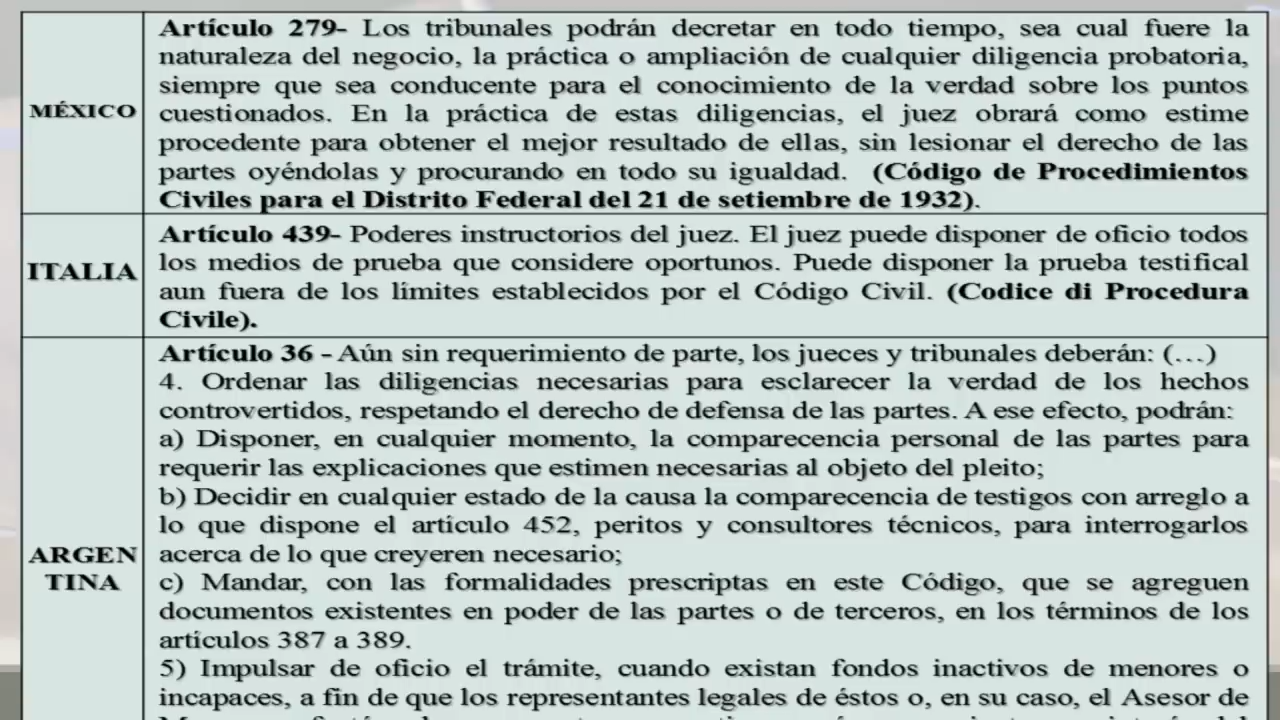 MÉXICO
Artículo 279- Los tribunales podrán decretar en todo tiempo, sea cual fuere la
naturaleza del negocio, la práctica o ampliación de cualquier diligencia probatoria,
siempre que sea conducente para el conocimiento de la verdad sobre los puntos
cuestionados. En la práctica de estas diligencias, el juez obrará como estime
procedente para obtener el mejor resultado de ellas, sin lesionar el derecho de las
partes oyéndolas y procurando en todo su igualdad. (Código de Procedimientos
Civiles para el Distrito Federal del 21 de setiembre de 1932).
ITALIA
Artículo 439- Poderes instructorios del juez. El juez puede disponer de oficio todos
los medios de prueba que considere oportunos. Puede disponer la prueba testifical
aun fuera de los límites establecidos por el Código Civil. (Codice di Procedura
Civile).
ARGEN
TINA
Artículo 36 - Aún sin requerimiento de parte, los jueces y tribunales deberán: (...)
4. Ordenar las diligencias necesarias para esclarecer la verdad de los hechos
controvertidos, respetando el derecho de defensa de las partes. A ese efecto, podrán:
a) Disponer, en cualquier momento, la comparecencia personal de las partes para
requerir las explicaciones que estimen necesarias al objeto del pleito;
b) Decidir en cualquier estado de la causa la comparecencia de testigos con arreglo a
lo que dispone el artículo 452, peritos y consultores técnicos, para interrogarlos
acerca de lo que creyeren necesario;
c) Mandar, con las formalidades prescriptas en este Código, que se agreguen
documentos existentes en poder de las partes o de terceros, en los términos de los
artículos 387 a 389.
5) Impulsar de oficio el trámite, cuando existan fondos inactivos de menores o
incapaces, a fin de que los representantes legales de éstos o, en su caso, el Asesor de